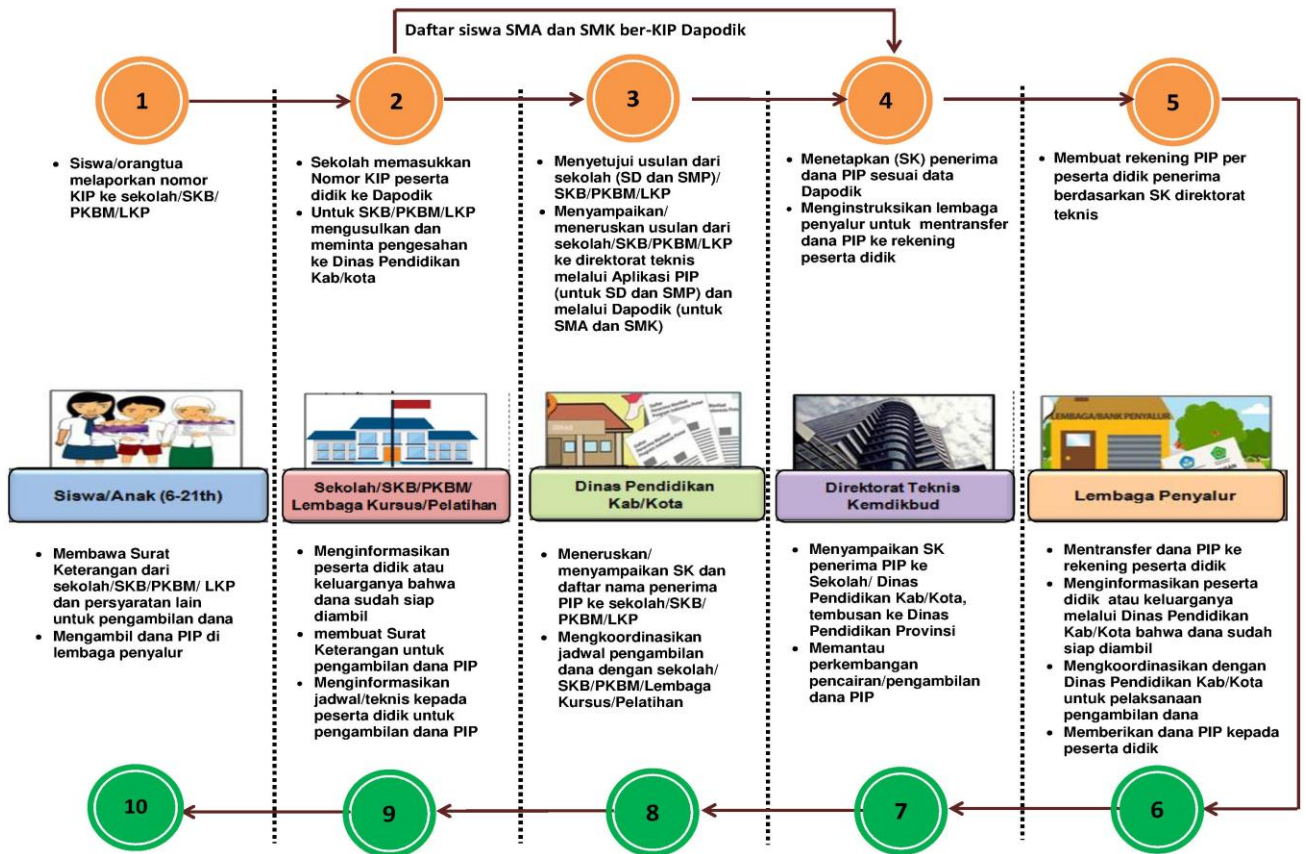 Daftar siswa SMA dan SMK ber-KIP Dapodik
1
2
3
4
5
• Siswa/orangtua
melaporkan nomor
KIP ke sekolah/SKB/
PKBM/LKP
• Sekolah memasukkan
Nomor KIP peserta
didik ke Dapodik
• Untuk SKB/PKBM/LKP
mengusulkan dan
meminta pengesahan
ke Dinas Pendidikan
Kab/kota
• Menyetujui usulan dari
sekolah (SD dan SMP)/
SKB/PKBM/LKP
• Menyampaikan/
meneruskan usulan dari
sekolah/SKB/PKBM/LKP
ke direktorat teknis
melalui Aplikasi PIP
(untuk SD dan SMP) dan
melalui Dapodik (untuk
SMA dan SMK)
• Menetapkan (SK) penerima
dana PIP sesuai data
Dapodik
• Menginstruksikan lembaga
penyalur untuk mentransfer
dana PIP ke rekening
peserta didik
• Membuat rekening PIP per
peserta didik penerima
berdasarkan SK direktorat
teknis
DINAS
LEMBAGA/BANK PENYALUR
Siswa/Anak (6-21th)
Sekolah/SKB/PKBM/
Lembaga Kursus/Pelatihan
Dinas Pendidikan
Kab/Kota
Direktorat Teknis
Kemdikbud
Lembaga Penyalur
• Membawa Surat
Keterangan dari
sekolah/SKB/PKBM/ LKP
dan persyaratan lain
untuk pengambilan dana
• Mengambil dana PIP di
lembaga penyalur
• Menginformasikan
peserta didik atau
keluarganya bahwa
dana sudah siap
diambil
• membuat Surat
Keterangan untuk
pengambilan dana PIP
• Menginformasikan
jadwal/teknis kepada
peserta didik untuk
pengambilan dana PIP
• Meneruskan/
menyampaikan SK dan
daftar nama penerima
PIP ke sekolah/SKB/
PKBM/LKP
• Mengkoordinasikan
jadwal pengambilan
dana dengan sekolah/
SKB/PKBM/Lembaga
Kursus/Pelatihan
• Menyampaikan SK
penerima PIP ke
Sekolah/ Dinas
Pendidikan Kab/Kota,
tembusan ke Dinas
Pendidikan Provinsi
• Memantau
perkembangan
pencairan/pengambilan
dana PIP
• Mentransfer dana PIP ke
rekening peserta didik
• Menginformasikan peserta
didik atau keluarganya
melalui Dinas Pendidikan
Kab/Kota bahwa dana sudah
siap diambil
• Mengkoordinasikan dengan
Dinas Pendidikan Kab/Kota
untuk pelaksanaan
pengambilan dana
• Memberikan dana PIP kepada
peserta didik
10
9
8
7
6